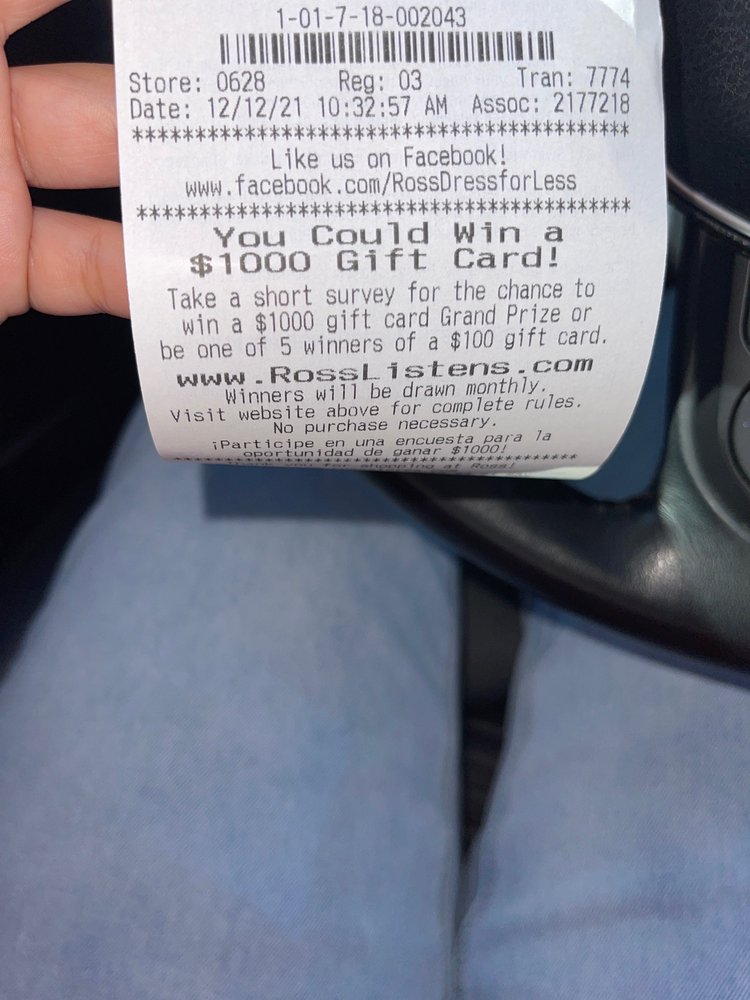 1-01-7-18-002043
Store: 0628 Reg: 03 Tran: 7774
Date: 12/12/21 10:32:57 AM Assoc: 2177218
******************************************
Like us on Facebook!
www.facebook.com/RossDressforLess
******************************************
You Could Win a
$1000 Gift Card!
Take a short survey for the chance to
win a $1000 gift card Grand Prize or
be one of 5 winners of a $100 gift card.
www.RossListens.com
Winners will be drawn monthly.
Visit website above for complete rules.
No purchase necessary.
¡Participe en una encuesta para la
oportunidad de ganar $1000!
******************************************
for shopping at Ross!